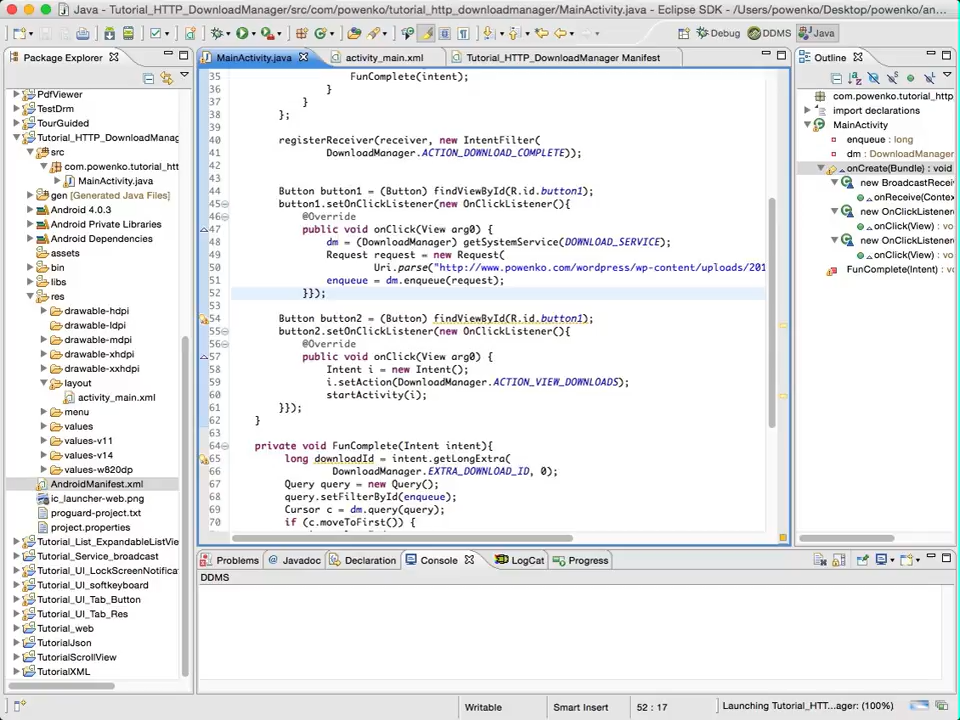 Java - Tutorial_HTTP_DownloadManager/src/com/powenko/tutorial_http_downloadmanager/MainActivity.java - Eclipse SDK - /Users/powenko/Desktop/powenko/an...
Debug
DDMS
Java
Package Explorer
PdfViewer
TestDrm
TourGuided
Tutorial_HTTP_DownloadManag
src
com.powenko.tutorial_htt
MainActivity.java
gen [Generated Java Files]
Android 4.0.3
Android Private Libraries
Android Dependencies
assets
bin
libs
res
drawable-hdpi
drawable-ldpi
drawable-mdpi
drawable-xhdpi
drawable-xxhdpi
layout
activity_main.xml
menu
values
values-v11
values-v14
values-w820dp
AndroidManifest.xml
ic_launcher-web.png
proguard-project.txt
project.properties
Tutorial_List_ExpandableListVie
Tutorial_Service_broadcast
Tutorial_UI_LockScreenNotifica
Tutorial_UI_softkeyboard
Tutorial_UI_Tab_Button
Tutorial_UI_Tab_Res
Tutorial_web
TutorialJson
TutorialScrollView
TutorialXML
MainActivity.java
activity_main.xml
Tutorial_HTTP_DownloadManager Manifest
35 FunComplete(intent);
36 }
37 }
38 };
39
40 registerReceiver(receiver, new IntentFilter(
41 DownloadManager.ACTION_DOWNLOAD_COMPLETE));
42
43
44 Button button1 = (Button) findViewById(R.id.button1);
45 button1.setOnClickListener(new OnClickListener(){
46 @Override
47 public void onClick(View arg0) {
48 dm = (DownloadManager) getSystemService(DOWNLOAD_SERVICE);
49 Request request = new Request(
50 Uri.parse("http://www.powenko.com/wordpress/wp-content/uploads/201
51 enqueue = dm.enqueue(request);
52 }});
53
54 Button button2 = (Button) findViewById(R.id.button1);
55 button2.setOnClickListener(new OnClickListener(){
56 @Override
57 public void onClick(View arg0) {
58 Intent i = new Intent();
59 i.setAction(DownloadManager.ACTION_VIEW_DOWNLOADS);
60 startActivity(i);
61 }});
62 }
63
64 private void FunComplete(Intent intent){
65 long downloadId = intent.getLongExtra(
66 DownloadManager.EXTRA_DOWNLOAD_ID, 0);
67 Query query = new Query();
68 query.setFilterById(enqueue);
69 Cursor c = dm.query(query);
70 if (c.moveToFirst()) {
Outline
com.powenko.tutorial_http
import declarations
MainActivity
enqueue : long
dm : DownloadManager
onCreate(Bundle) : void
new BroadcastRecei
onReceive(Contex
new OnClickListener
onClick(View) : voi
new OnClickListener
onClick(View) : voi
FunComplete(Intent) : vo
Problems
@ Javadoc
Declaration
Console
LogCat
Progress
DDMS
Writable
Smart Insert
52 : 17
Launching Tutorial_HTT...ager: (100%)